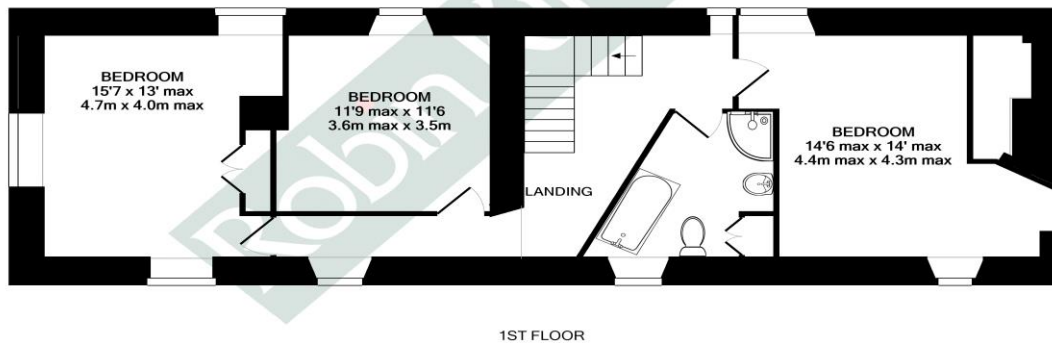 BEDROOM
15'7 x 13' max
4.7m x 4.0m max
BEDROOM
11'9 max x 11'6
3.6m max x 3.5m
LANDING
BEDROOM
14'6 max x 14' max
4.4m max x 4.3m max
Robin
1ST FLOOR